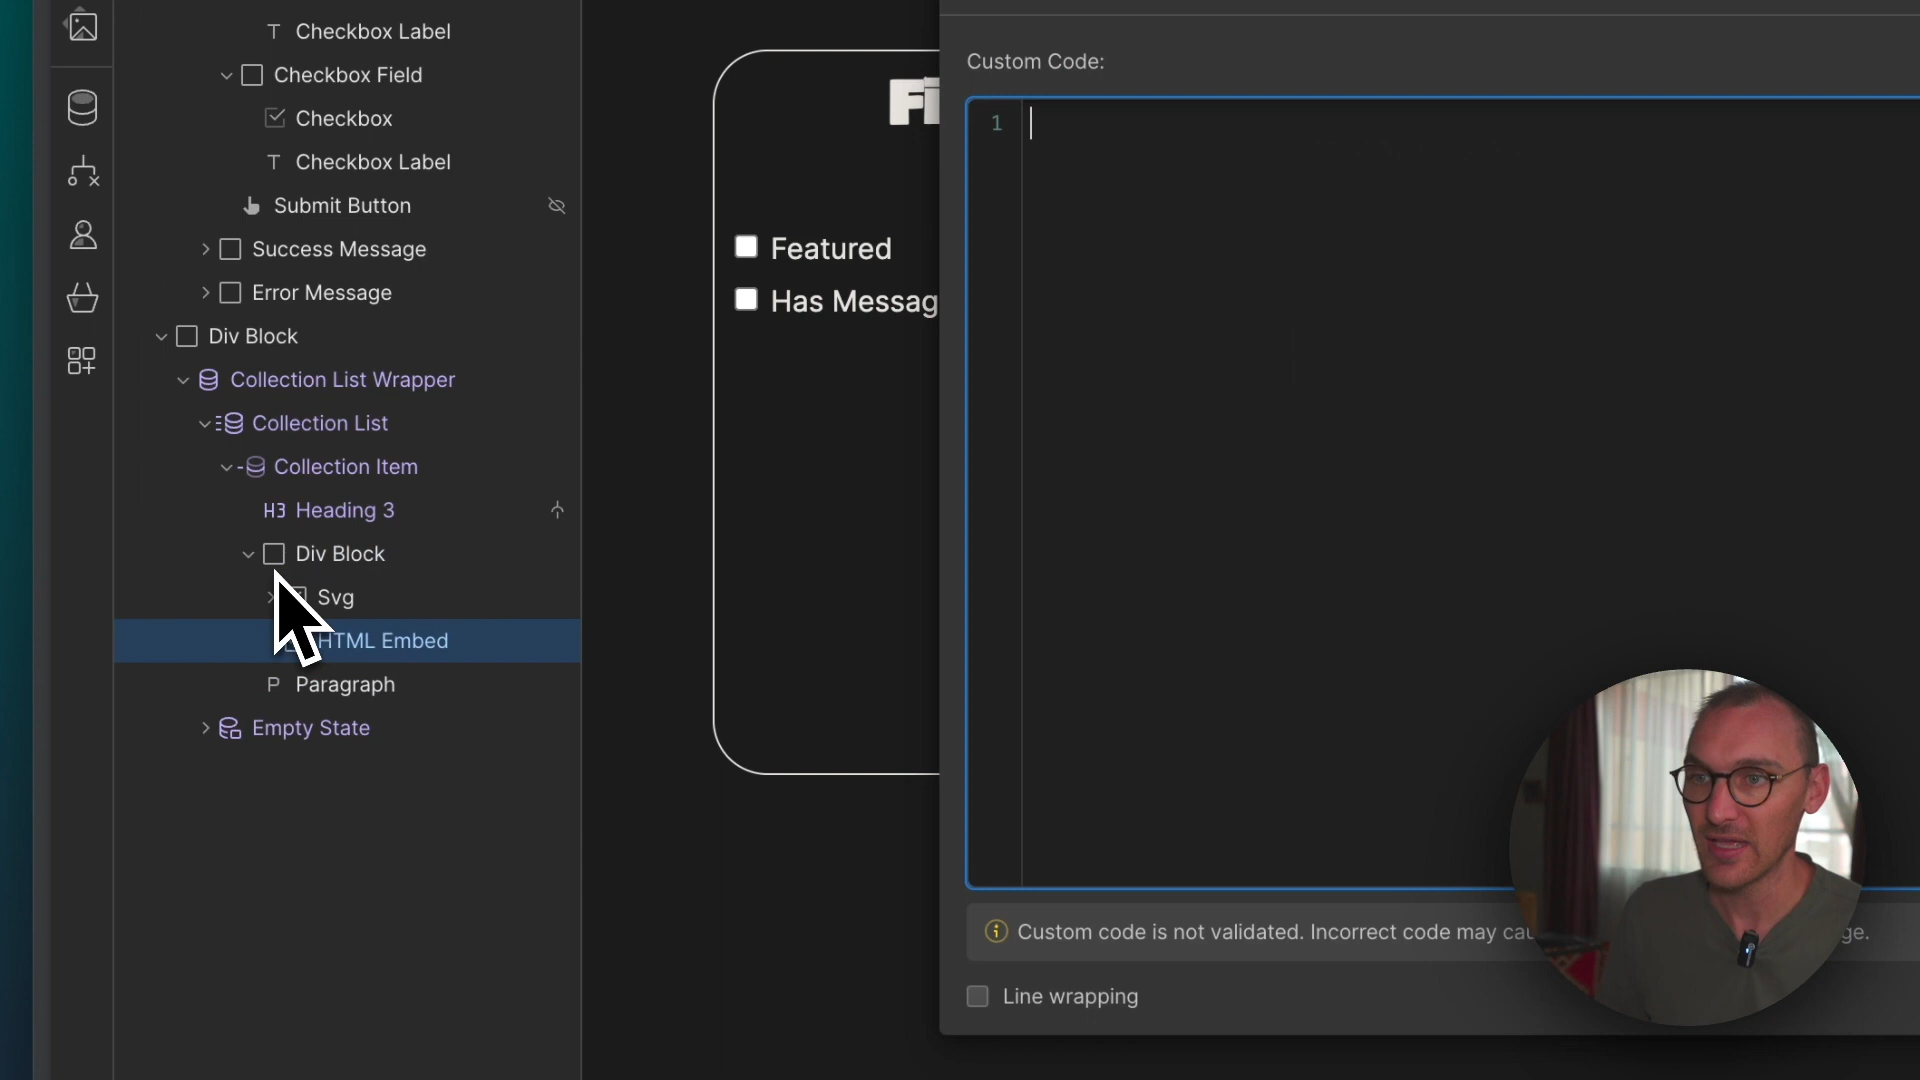 Checkbox Label
Checkbox Field
Checkbox
Checkbox Label
Submit Button
Success Message
Error Message
Div Block
Collection List Wrapper
Collection List
Collection Item
H3 Heading 3
Div Block
Svg
HTML Embed
P Paragraph
Empty State
Fi
Featured
Has Messag
Custom Code:
1
Custom code is not validated. Incorrect code may cau
ge.
Line wrapping